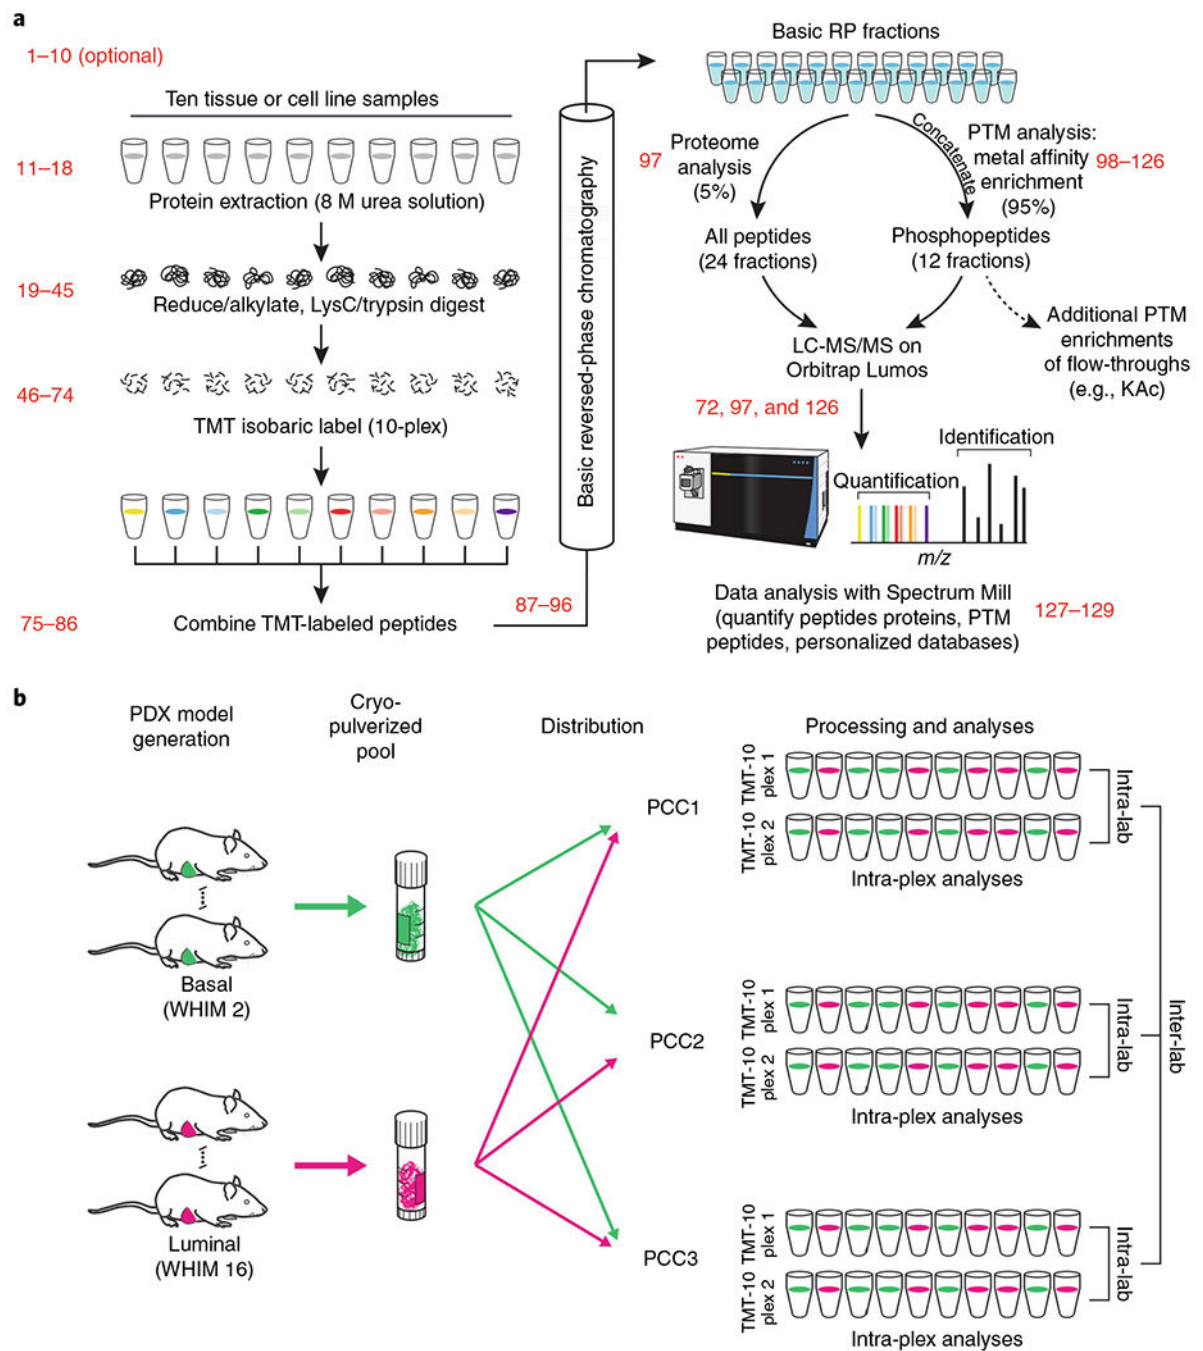 a
1–10 (optional)
Ten tissue or cell line samples
11–18
Protein extraction (8 M urea solution)
19–45
Reduce/alkylate, LysC/trypsin digest
46–74
TMT isobaric label (10-plex)
75–86
Combine TMT-labeled peptides
87–96
Basic reversed-phase chromatography
Basic RP fractions
97
Proteome
analysis
(5%)
Concatenate
PTM analysis:
metal affinity
enrichment
(95%)
98–126
All peptides
(24 fractions)
Phosphopeptides
(12 fractions)
Additional PTM
enrichments
of flow-throughs
(e.g., KAc)
LC-MS/MS on
Orbitrap Lumos
72, 97, and 126
Identification
Quantification
m/z
Data analysis with Spectrum Mill
(quantify peptides proteins, PTM
peptides, personalized databases)
127–129
b
PDX model
generation
Cryo-
pulverized
pool
Distribution
Processing and analyses
Basal
(WHIM 2)
Luminal
(WHIM 16)
PCC1
TMT-10
plex 1
TMT-10
plex 2
Intra-plex analyses
Intra-lab
PCC2
TMT-10
plex 1
TMT-10
plex 2
Intra-plex analyses
Intra-lab
Inter-lab
PCC3
TMT-10
plex 1
TMT-10
plex 2
Intra-plex analyses
Intra-lab